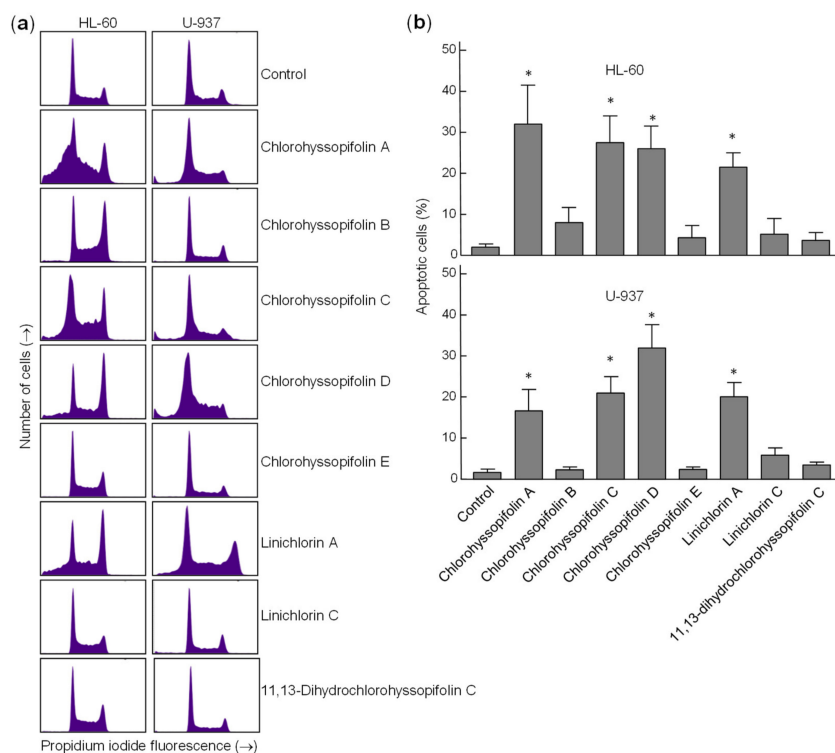 (a)
HL-60 U-937
Control
Chlorohyssopifolin A
Chlorohyssopifolin B
Chlorohyssopifolin C
Chlorohyssopifolin D
Chlorohyssopifolin E
Linichlorin A
Linichlorin C
11,13-Dihydrochlorohyssopifolin C
Number of cells (→)
Propidium iodide fluorescence (→)
(b)
Apoptotic cells (%)
50
40
30
20
10
0
HL-60
* * * *
50
40
30
20
10
0
U-937
* * * *
Control
Chlorohyssopifolin A
Chlorohyssopifolin B
Chlorohyssopifolin C
Chlorohyssopifolin D
Chlorohyssopifolin E
Linichlorin A
Linichlorin C
11,13-dihydrochlorohyssopifolin C